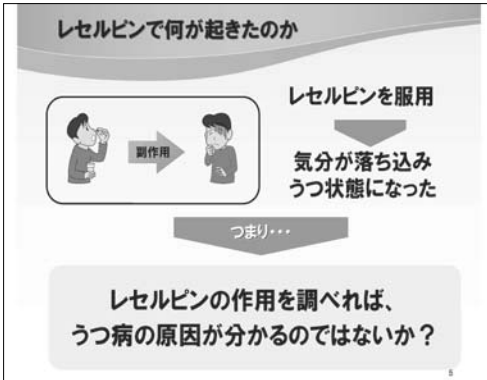 レセルピンで何が起きたのか
副作用
レセルピンを服用
気分が落ち込み
うつ状態になった
つまり・・・
レセルピンの作用を調べれば、
うつ病の原因が分かるのではないか？